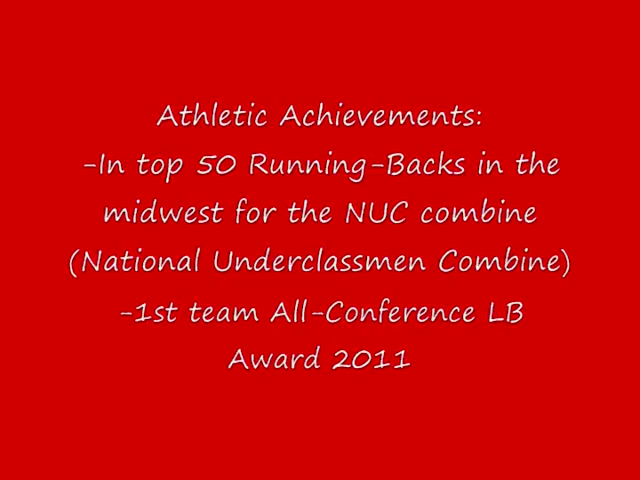 Athletic Achievements:
-In top 50 Running-Backs in the
midwest for the NUC combine
(National Underclassmen Combine)
-1st team All-Conference LB
Award 2011